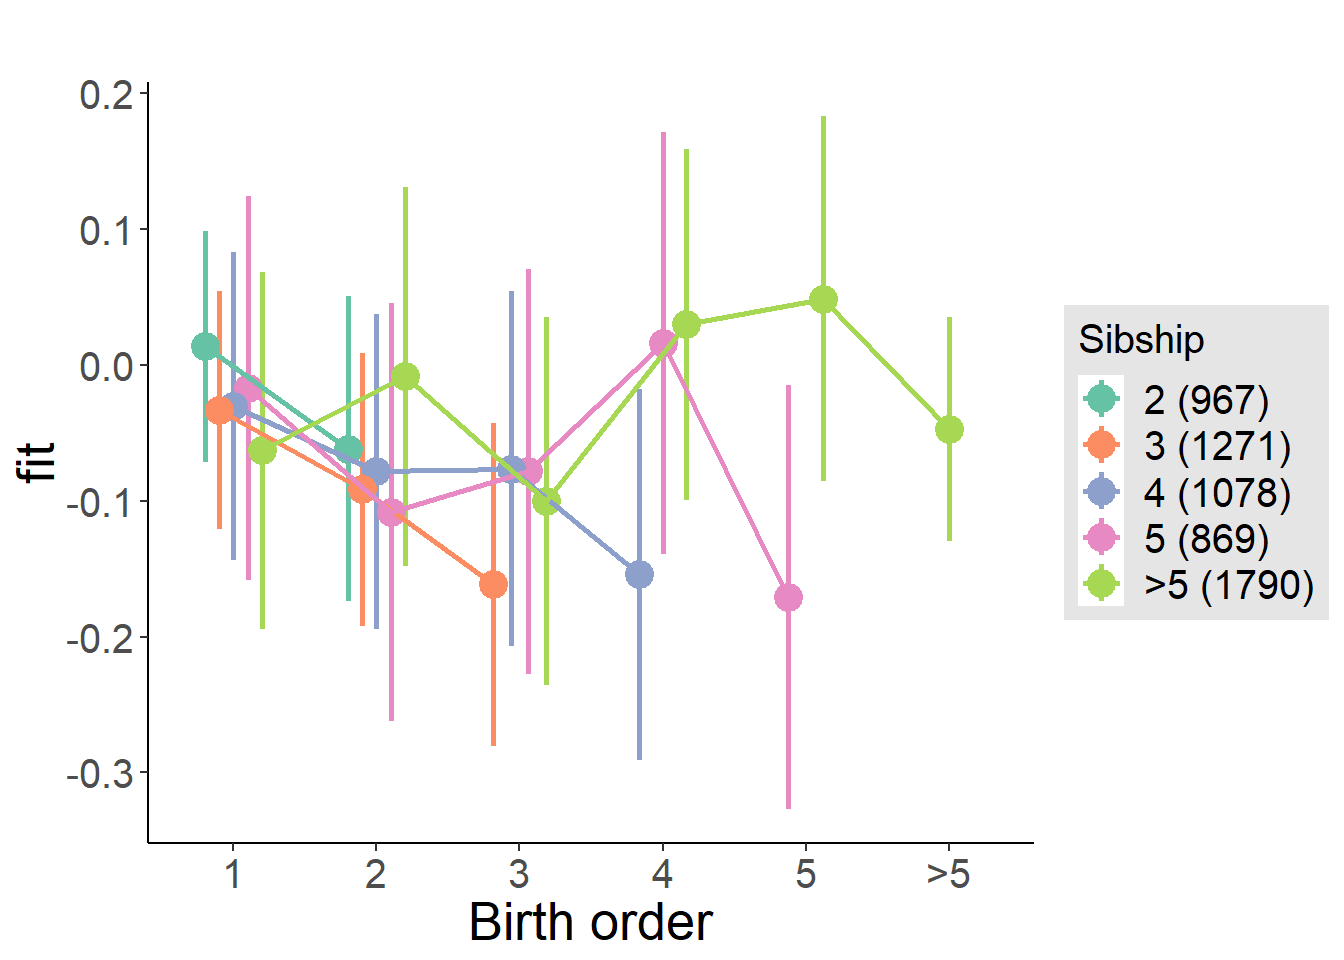 0.2
0.1
0.0
-0.1
-0.2
-0.3
fit
1 2 3 4 5 >5
Birth order
Sibship
2 (967)
3 (1271)
4 (1078)
5 (869)
>5 (1790)